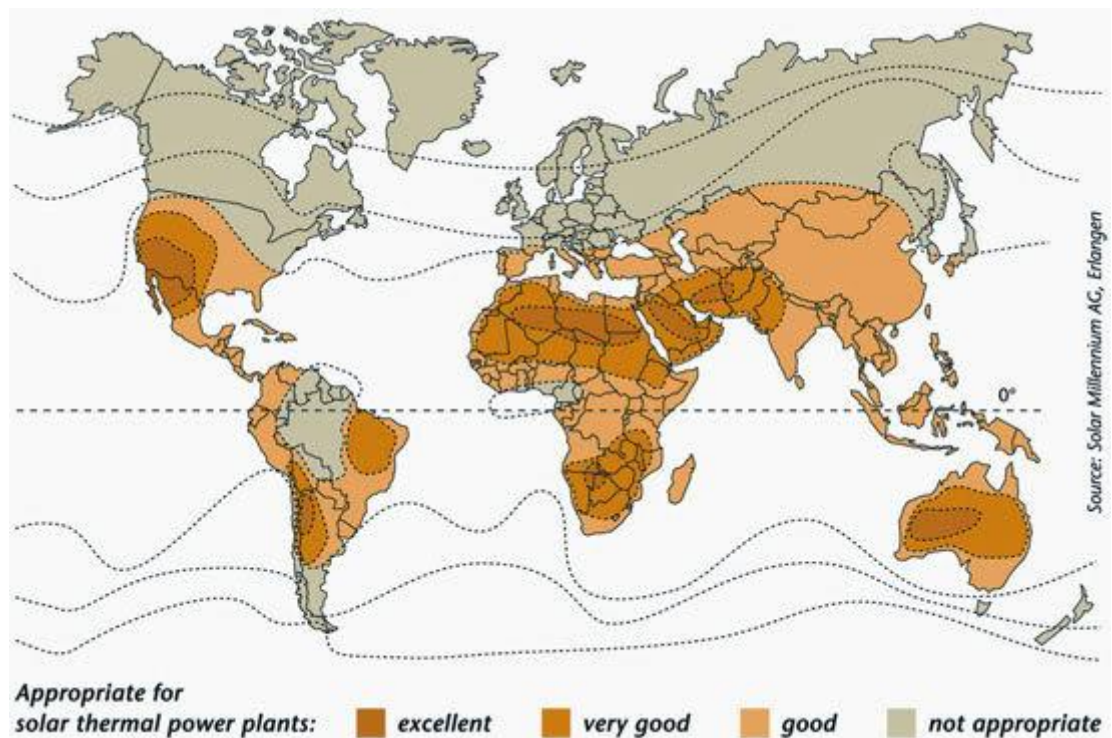 0°
Source: Solar Millennium AG, Erlangen
Appropriate for
solar thermal power plants: excellent very good good not appropriate